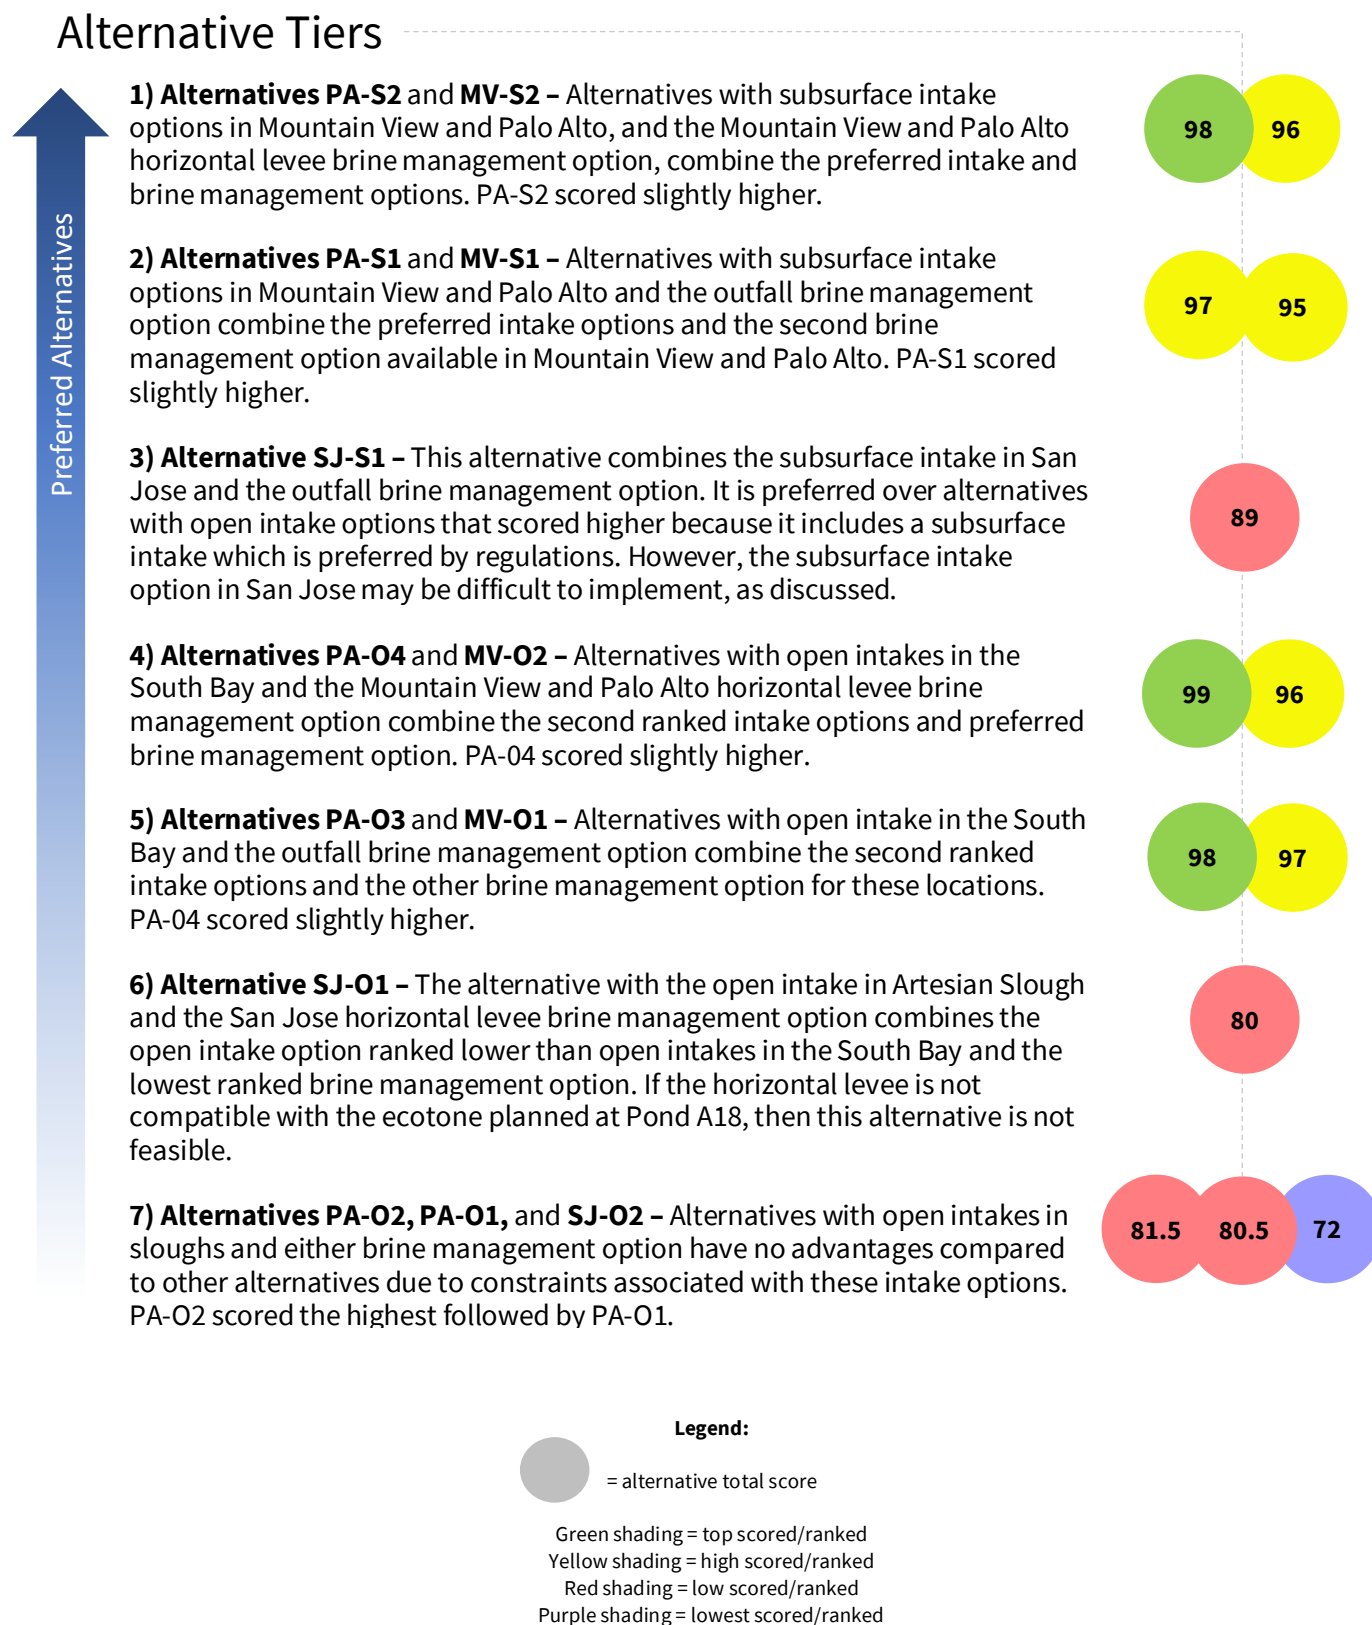 Alternative Tiers
Preferred Alternatives
1) Alternatives PA-S2 and MV-S2 – Alternatives with subsurface intake
options in Mountain View and Palo Alto, and the Mountain View and Palo Alto
horizontal levee brine management option, combine the preferred intake and
brine management options. PA-S2 scored slightly higher.
98 96
2) Alternatives PA-S1 and MV-S1 – Alternatives with subsurface intake
options in Mountain View and Palo Alto and the outfall brine management
option combine the preferred intake options and the second brine
management option available in Mountain View and Palo Alto. PA-S1 scored
slightly higher.
97 95
3) Alternative SJ-S1 – This alternative combines the subsurface intake in San
Jose and the outfall brine management option. It is preferred over alternatives
with open intake options that scored higher because it includes a subsurface
intake which is preferred by regulations. However, the subsurface intake
option in San Jose may be difficult to implement, as discussed.
89
4) Alternatives PA-O4 and MV-O2 – Alternatives with open intakes in the
South Bay and the Mountain View and Palo Alto horizontal levee brine
management option combine the second ranked intake options and preferred
brine management option. PA-04 scored slightly higher.
99 96
5) Alternatives PA-O3 and MV-O1 – Alternatives with open intake in the South
Bay and the outfall brine management option combine the second ranked
intake options and the other brine management option for these locations.
PA-04 scored slightly higher.
98 97
6) Alternative SJ-O1 – The alternative with the open intake in Artesian Slough
and the San Jose horizontal levee brine management option combines the
open intake option ranked lower than open intakes in the South Bay and the
lowest ranked brine management option. If the horizontal levee is not
compatible with the ecotone planned at Pond A18, then this alternative is not
feasible.
80
7) Alternatives PA-O2, PA-O1, and SJ-O2 – Alternatives with open intakes in
sloughs and either brine management option have no advantages compared
to other alternatives due to constraints associated with these intake options.
PA-O2 scored the highest followed by PA-O1.
81.5 80.5 72
Legend:
= alternative total score
Green shading = top scored/ranked
Yellow shading = high scored/ranked
Red shading = low scored/ranked
Purple shading = lowest scored/ranked